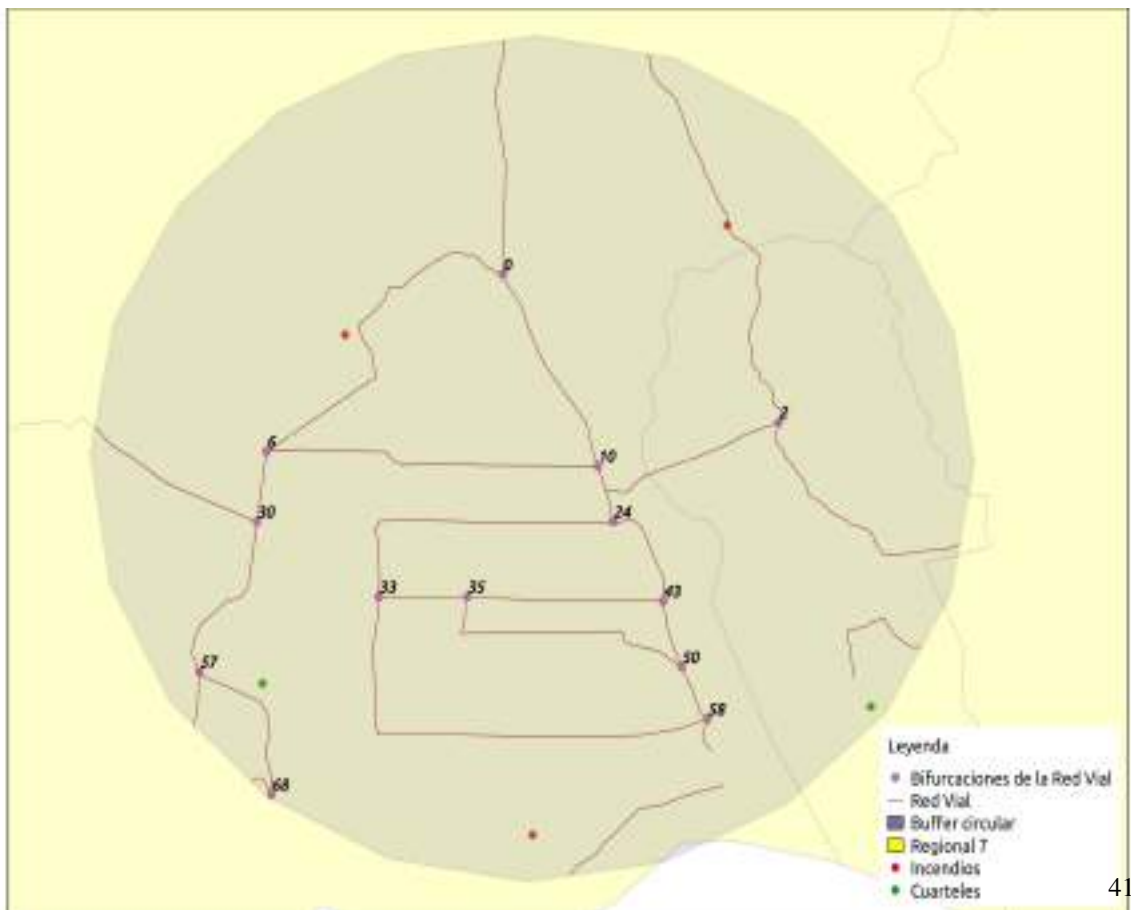 9
2
6
10
30
24
33
35
43
50
57
58
68
Leyenda
Bifurcaciones de la Red Vial
Red Vial
Buffer circular
Regional 7
Incendios
Cuarteles
41